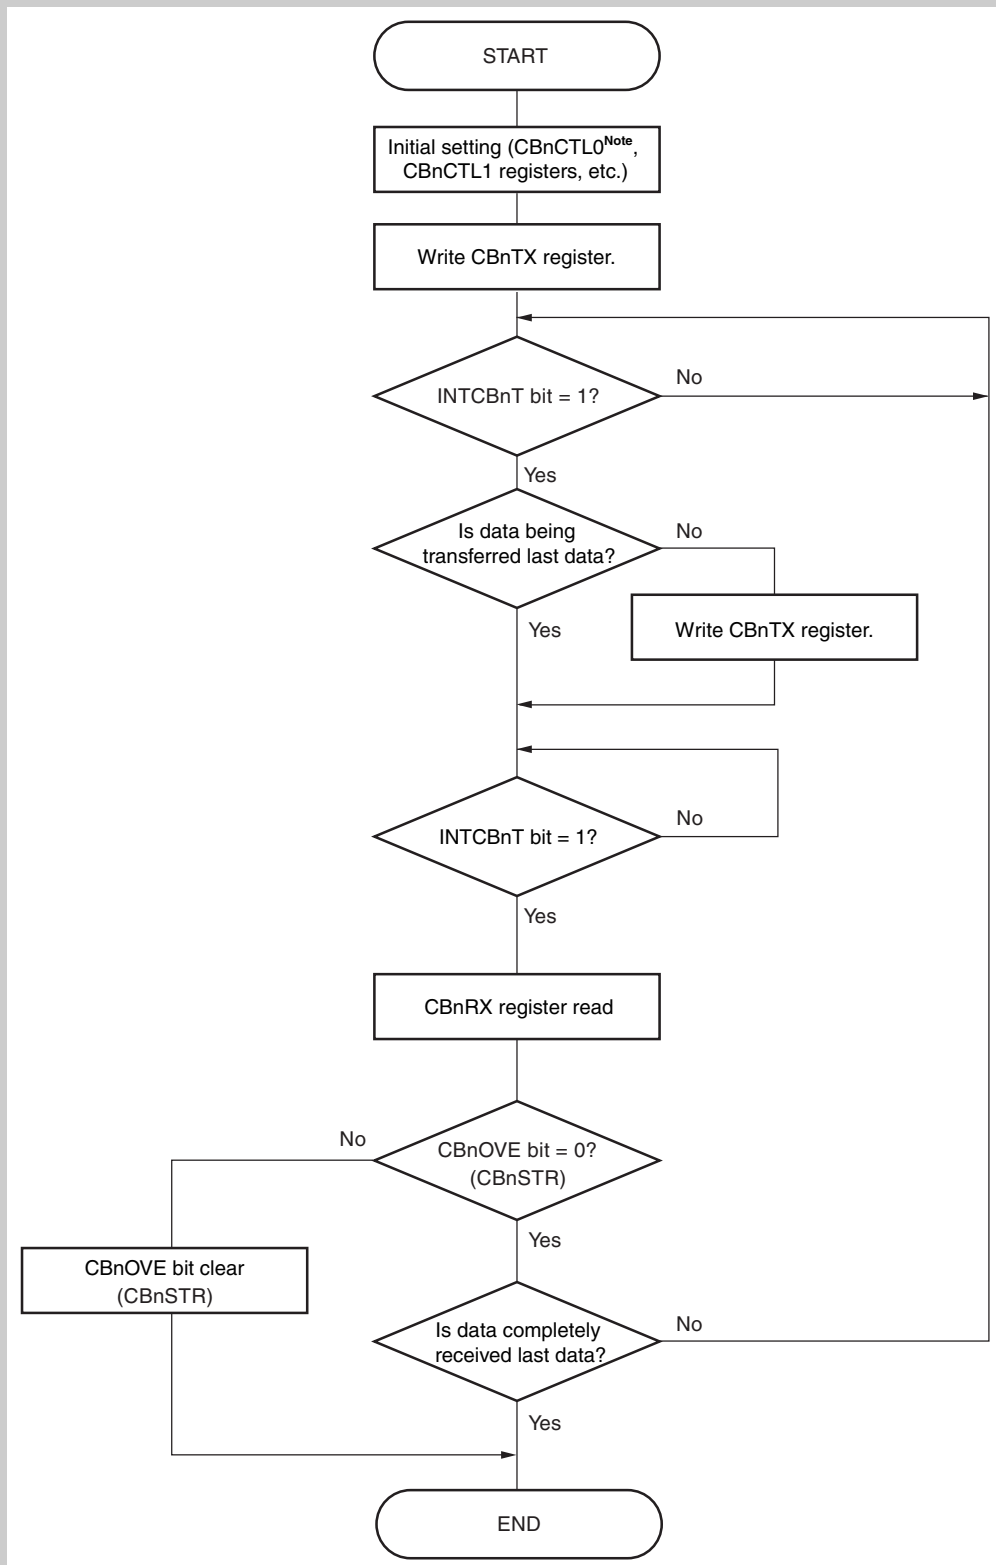 START
Initial setting (CBnCTL0Note,
CBnCTL1 registers, etc.)
Write CBnTX register.
INTCBnT bit = 1?
No
Yes
Is data being
transferred last data?
No
Yes
Write CBnTX register.
INTCBnT bit = 1?
No
Yes
CBnRX register read
CBnOVE bit = 0?
(CBnSTR)
No
Yes
CBnOVE bit clear
(CBnSTR)
Is data completely
received last data?
No
Yes
END